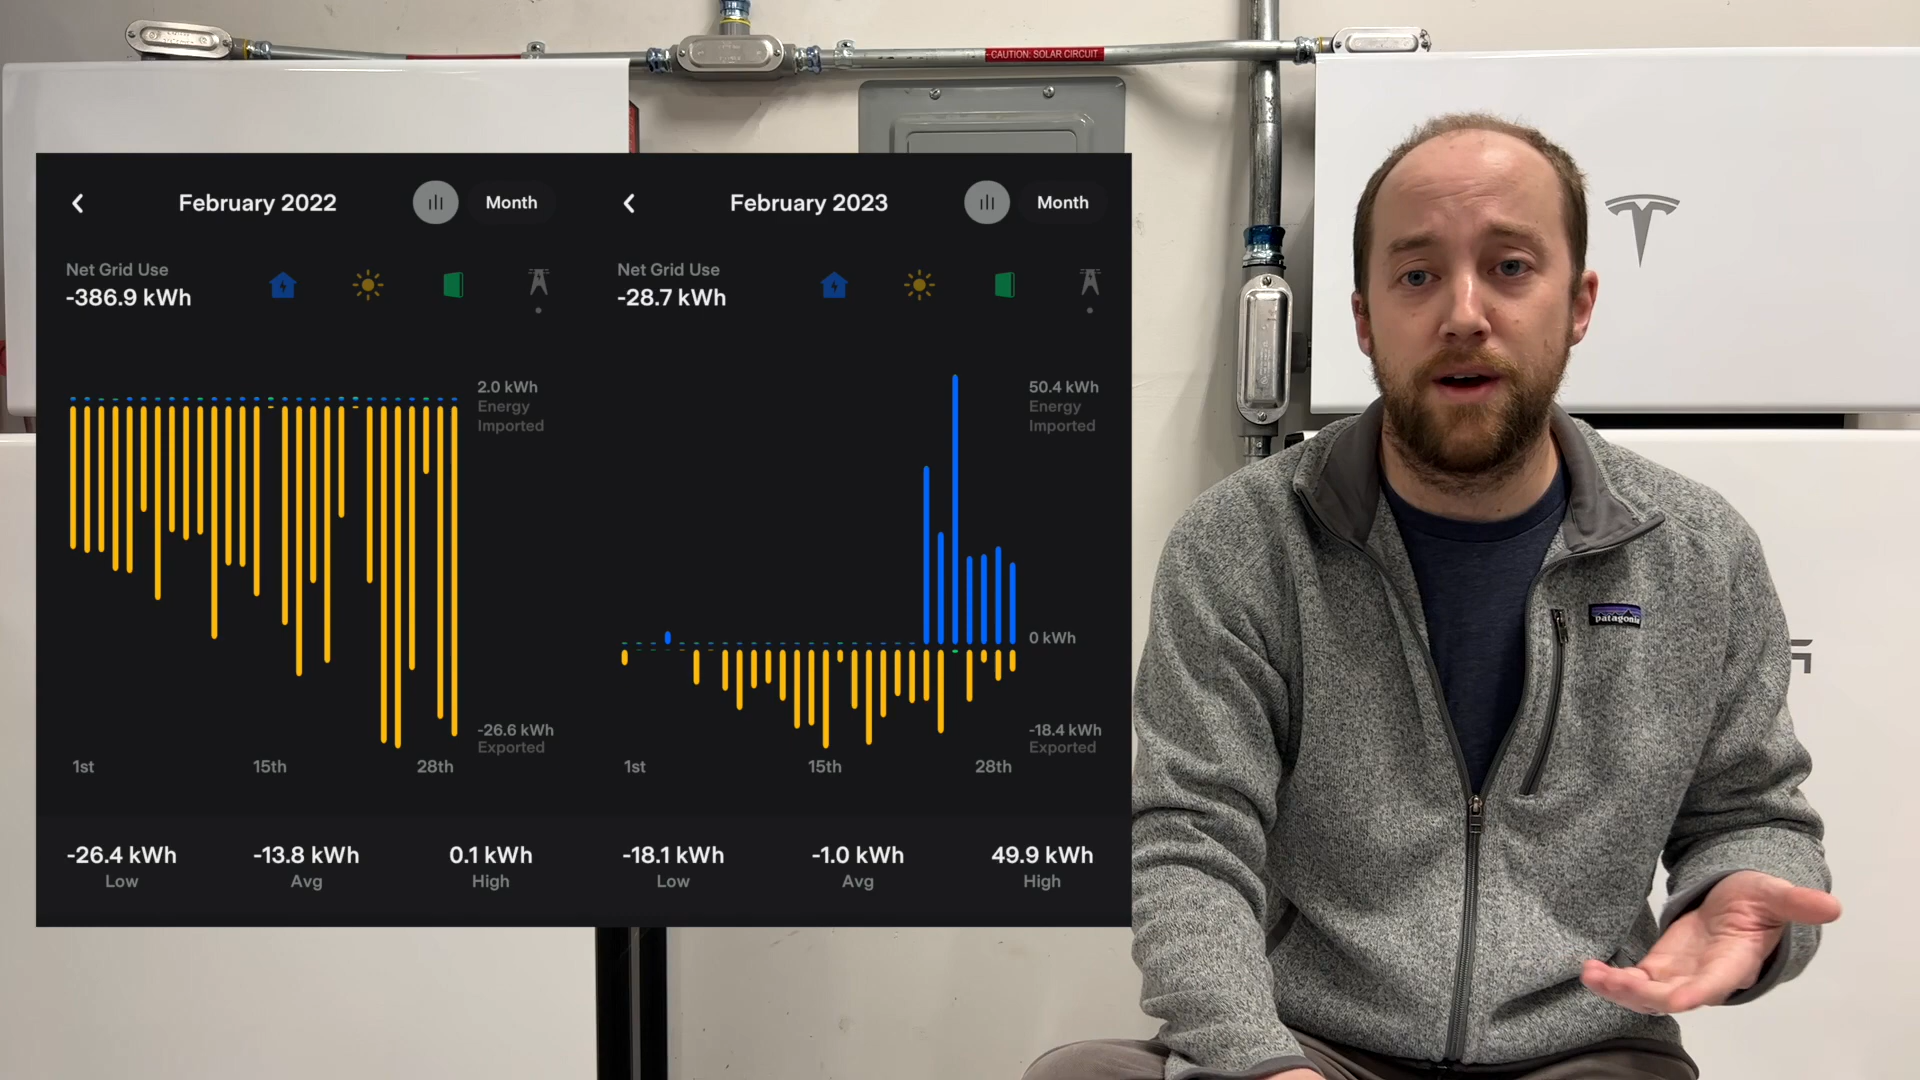 -CAUTION: SOLAR CIRCUIT
February 2022
Month
Net Grid Use
-386.9 kWh
2.0 kWh
Energy
Imported
-26.6 kWh
Exported
1st
15th
28th
-26.4 kWh
Low
-13.8 kWh
Avg
0.1 kWh
High
February 2023
Month
Net Grid Use
-28.7 kWh
50.4 kWh
Energy
Imported
0 kWh
-18.4 kWh
Exported
1st
15th
28th
-18.1 kWh
Low
-1.0 kWh
Avg
49.9 kWh
High
patagonia